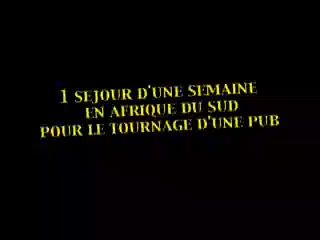 1 SEJOUR D'UNE SEMAINE
EN AFRIQUE DU SUD
POUR LE TOURNAGE D'UNE PUB